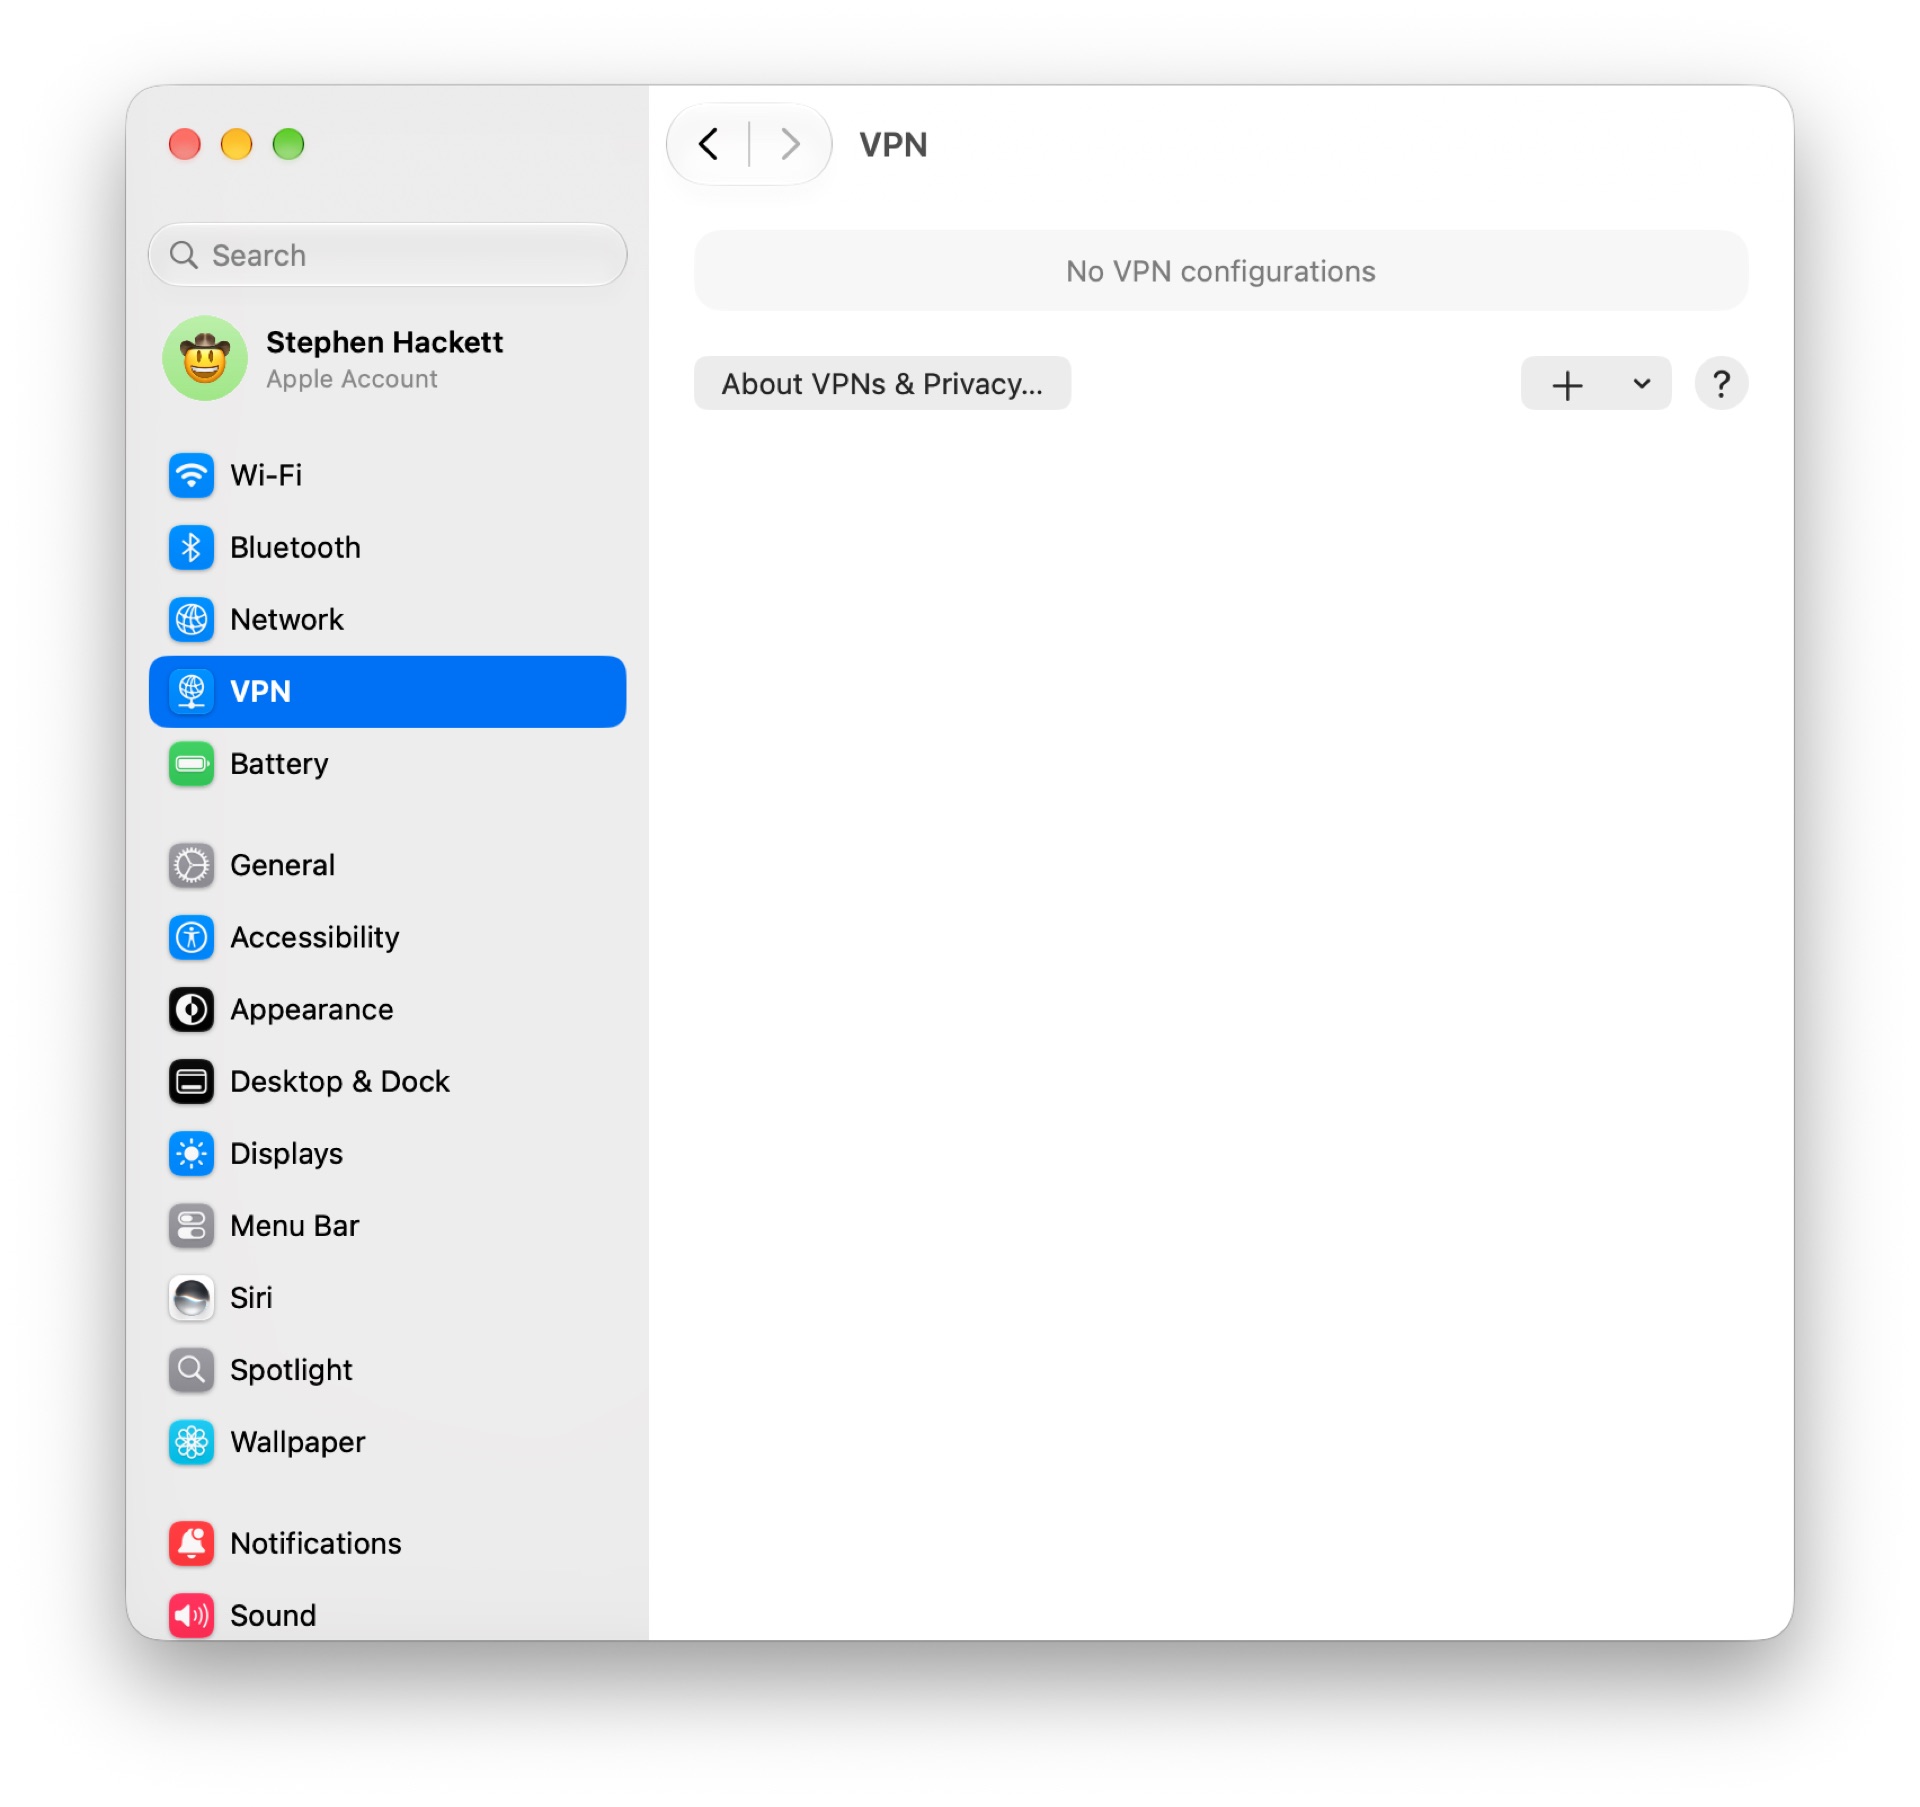 VPN
Search
Stephen Hackett
Apple Account
Wi-Fi
Bluetooth
Network
VPN
Battery
General
Accessibility
Appearance
Desktop & Dock
Displays
Menu Bar
Siri
Spotlight
Wallpaper
Notifications
Sound
No VPN configurations
About VPNs & Privacy...
?